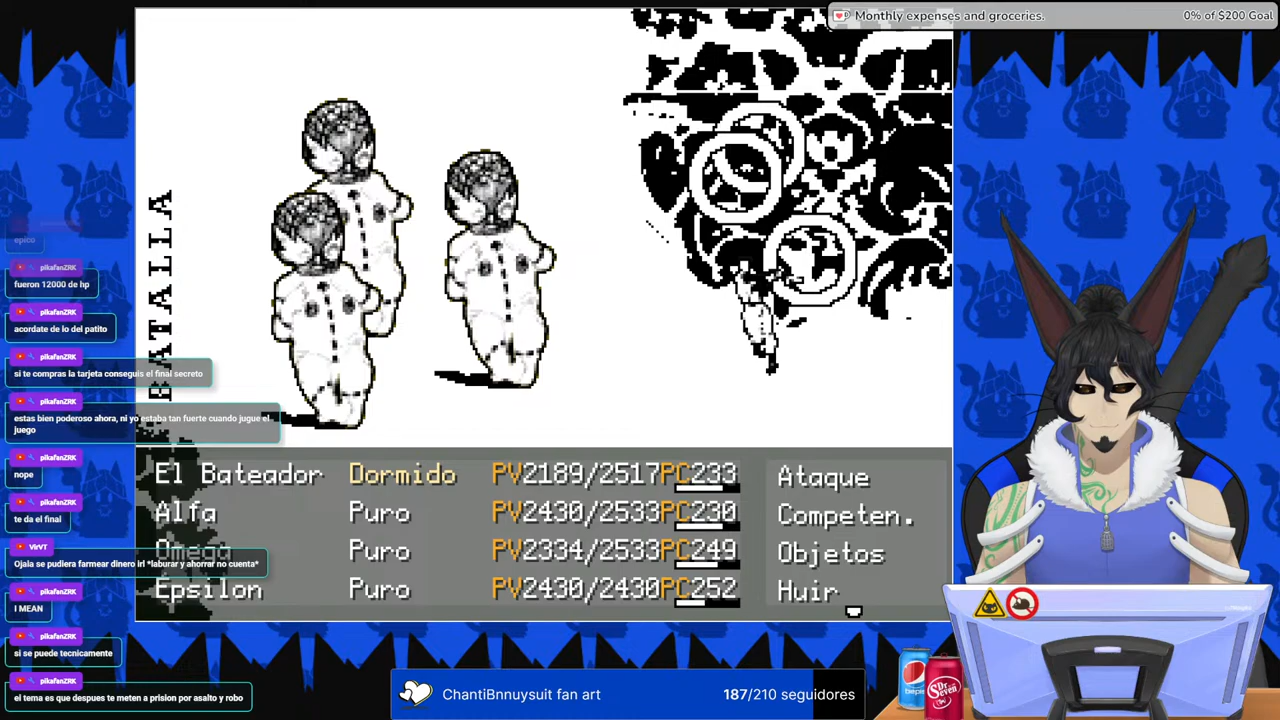 Monthly expenses and groceries.
0% of $200 Goal
epico
pikafanZRK
fueron 12000 de hp
pikafanZRK
acordate de lo del patito
pikafanZRK
si te compras la tarjeta conseguis el final secreto
pikafanZRK
estas bien poderoso ahora, ni yo estaba tan fuerte cuando jugue el
juego
pikafanZRK
nope
pikafanZRK
te da el final
VirVT
Ojala se pudiera farmear dinero irl *laburar y ahorrar no cuenta*
pikafanZRK
I MEAN
pikafanZRK
si se puede tecnicamente
pikafanZRK
el tema es que despues te meten a prision por asalto y robo
BATALLA
El Bateador Dormido PV2189/2517PC233
Alfa Puro PV2430/2533PC230
Omega Puro PV2334/2533PC249
Epsilon Puro PV2430/2430PC252
Ataque
Competen.
Objetos
Huir
ChantiBnnuysuit fan art
187/210 seguidores
bepis
Dr Seven